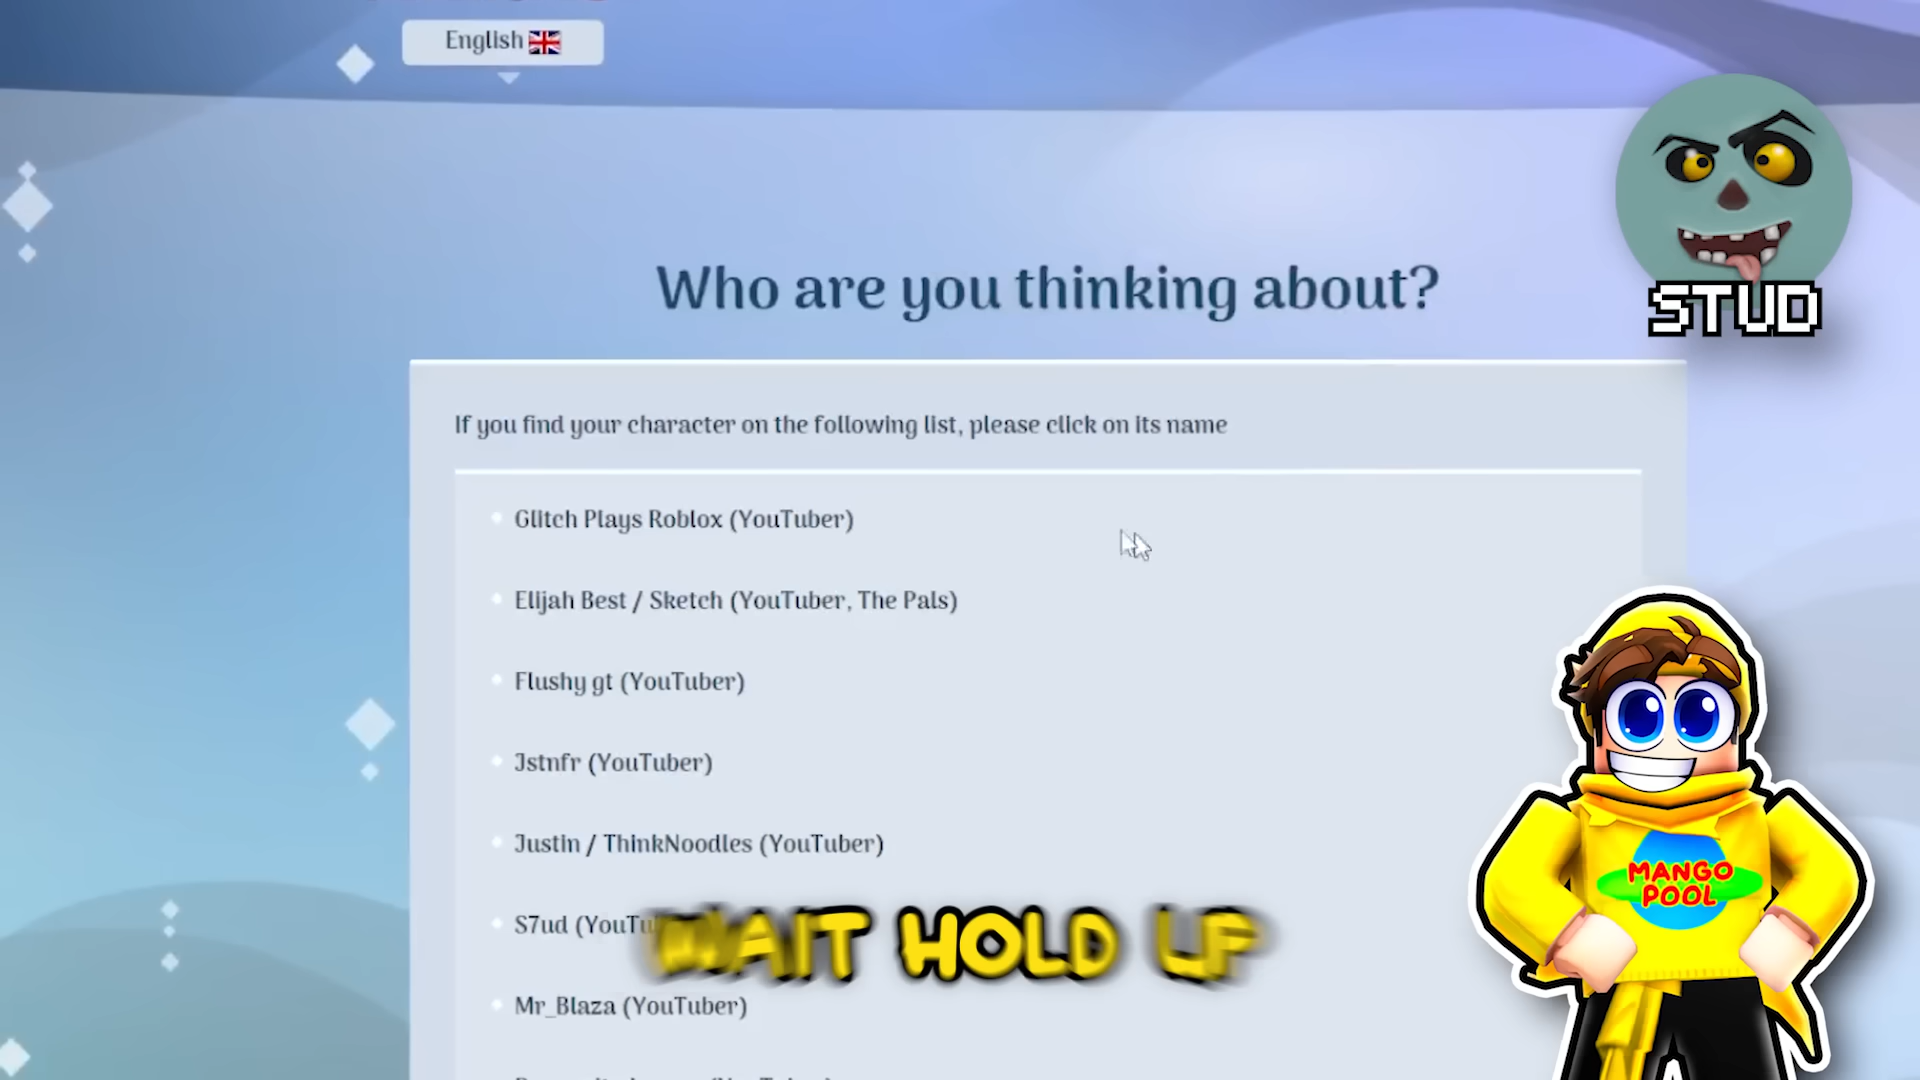 English
STUD
Who are you thinking about?
If you find your character on the following list, please click on its name
Glitch Plays Roblox (YouTuber)
Elijah Best / Sketch (YouTuber, The Pals)
Flushy gt (YouTuber)
Jstnfr (YouTuber)
Justin / ThinkNoodles (YouTuber)
MANGO
POOL
S7ud
WAIT HOLD UP
Mr_Blaza (YouTuber)